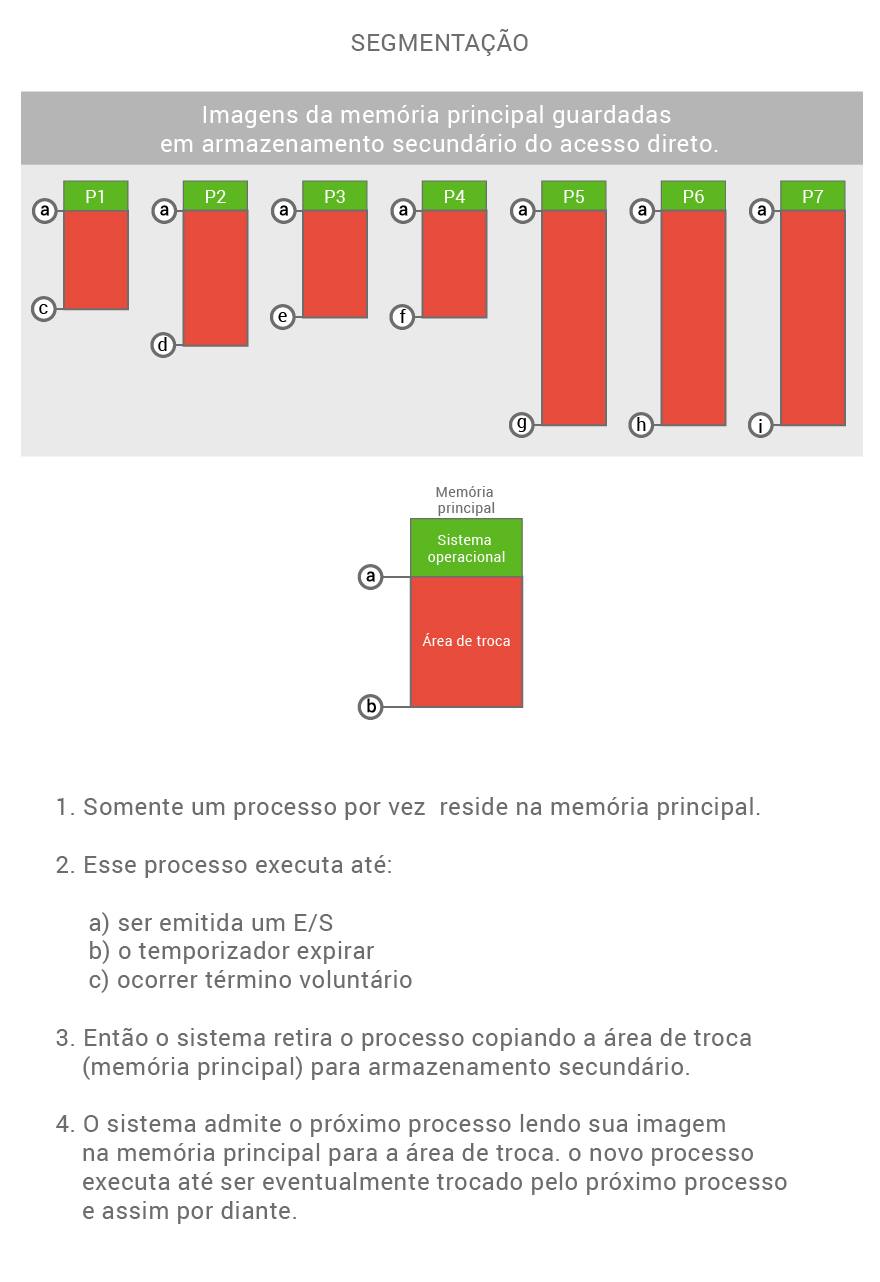 SEGMENTAÇÃO
Imagens da memória principal guardadas
em armazenamento secundário do acesso direto.
P1 P2 P3 P4 P5 P6 P7
a a a a a a a
c
e f
d
g h i
Memória
principal
Sistema
operacional
a
Área de troca
b
1. Somente um processo por vez reside na memória principal.
2. Esse processo executa até:
a) ser emitida um E/S
b) o temporizador expirar
c) ocorrer término voluntário
3. Então o sistema retira o processo copiando a área de troca
(memória principal) para armazenamento secundário.
4. O sistema admite o próximo processo lendo sua imagem
na memória principal para a área de troca. o novo processo
executa até ser eventualmente trocado pelo próximo processo
e assim por diante.